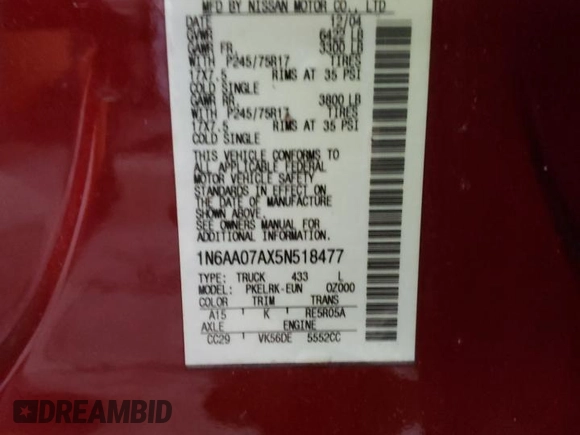 MFD BY NISSAN MOTOR CO., LTD
DATE 12/04
GVWR LB
GAWR FR. 3300 LB
WITH P245/75R17 TIRES
17X7.5 RIMS AT 35 PSI
COLD SINGLE
GAWR RR. 3800 LB
WITH P245/75R17 TIRES
17X7.5 RIMS AT 35 PSI
COLD SINGLE
THIS VEHICLE CONFORMS TO
ALL APPLICABLE FEDERAL
MOTOR VEHICLE SAFETY
STANDARDS IN EFFECT ON
THE DATE OF MANUFACTURE
SHOWN ABOVE.
SEE OWNERS MANUAL FOR
ADDITIONAL INFORMATION.
1N6AA07AX5N518477
TYPE: TRUCK 433 L
MODEL: PKELRK-EUN 0Z000
COLOR TRIM TRANS
A15 K RE5R05A
AXLE ENGINE
CC29 VK56DE 5552CC
DREAMBID